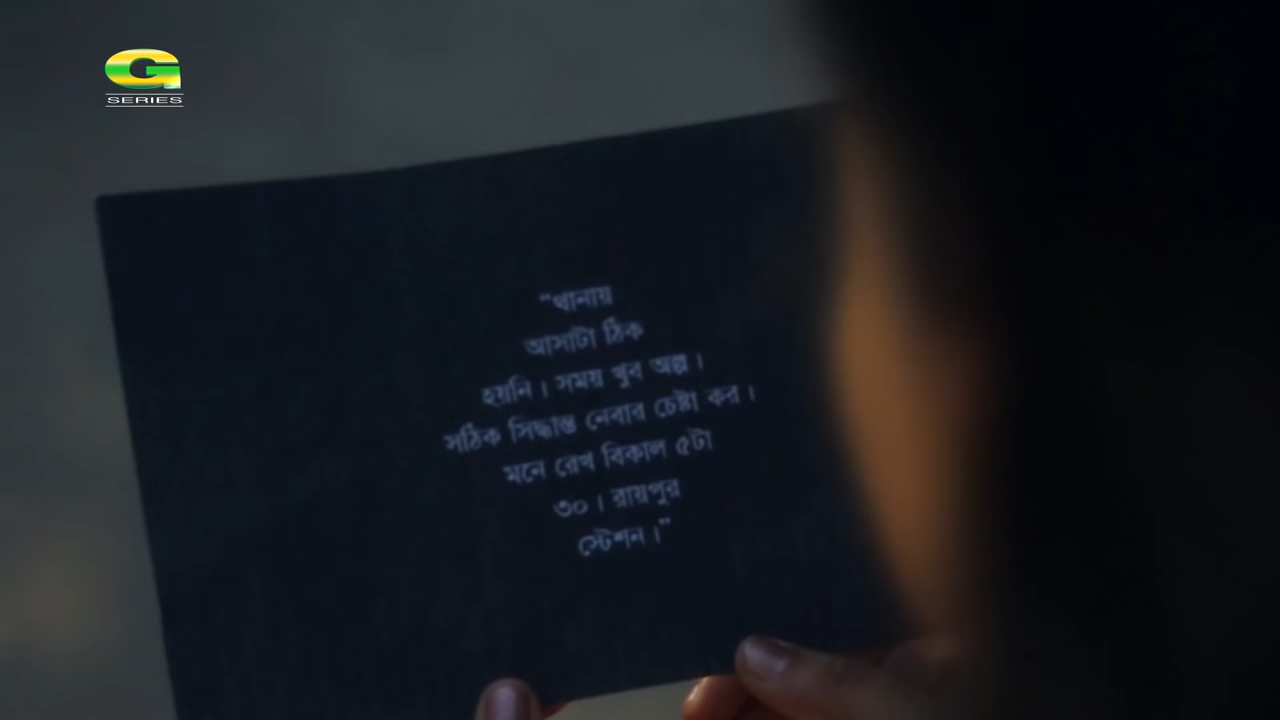 G
SERIES
“থানায়
আসাটা ঠিক
হয়নি। সময় খুব অল্প।
সঠিক সিদ্ধান্ত নেবার চেষ্টা কর।
মনে রেখ বিকাল ৫টা
৩০। রায়পুর
স্টেশন।”